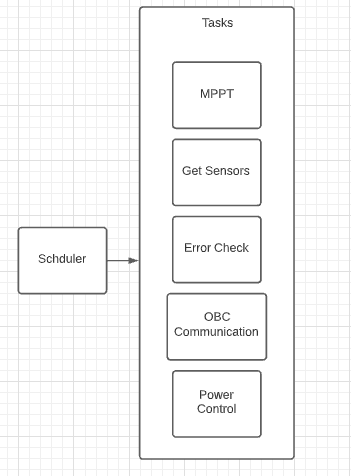 Tasks
MPPT
Get Sensors
Schduler
Error Check
OBC
Communication
Power
Control